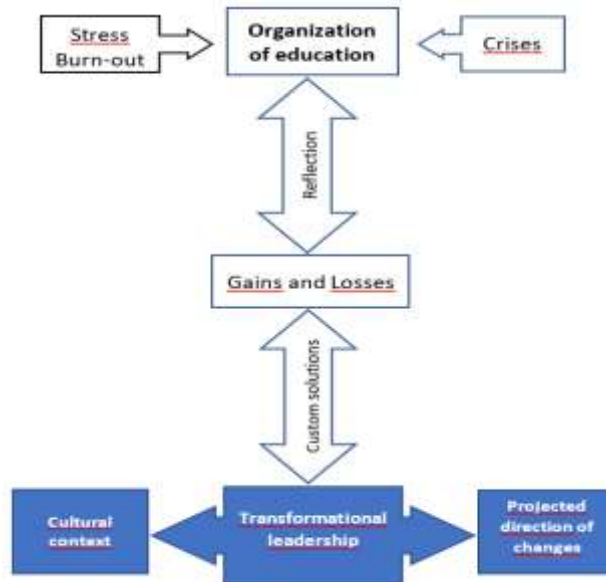 Stress
Burn-out
Organization
of education
Crises
Reflection
Gains and Losses
Custom solutions
Cultural
context
Transformational
leadership
Projected
direction of
changes